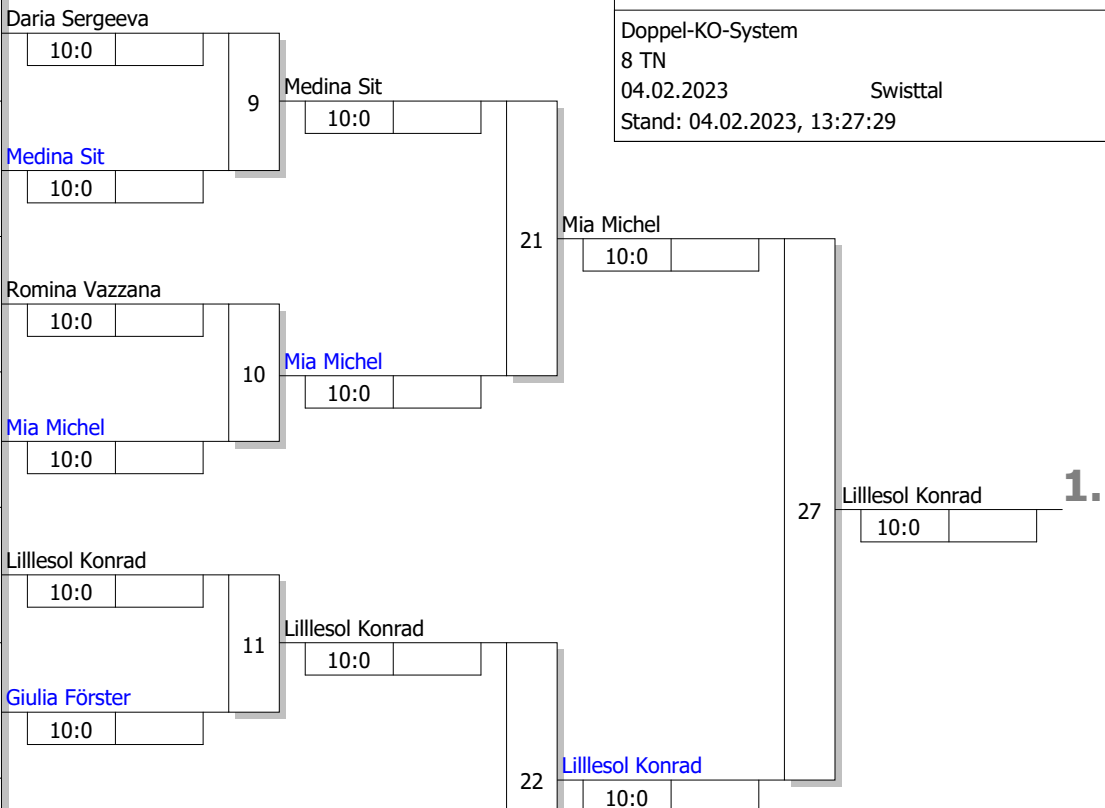 Daria Sergeeva
10:0
Doppel-KO-System
8 TN
04.02.2023 Swisttal
Stand: 04.02.2023, 13:27:29
9
Medina Sit
10:0
Medina Sit
10:0
21
Mia Michel
10:0
Romina Vazzana
10:0
10
Mia Michel
10:0
Mia Michel
10:0
27
Lilllesol Konrad
1.
10:0
Lilllesol Konrad
10:0
11
Lilllesol Konrad
10:0
Giulia Förster
10:0
22
Lilllesol Konrad
10:0